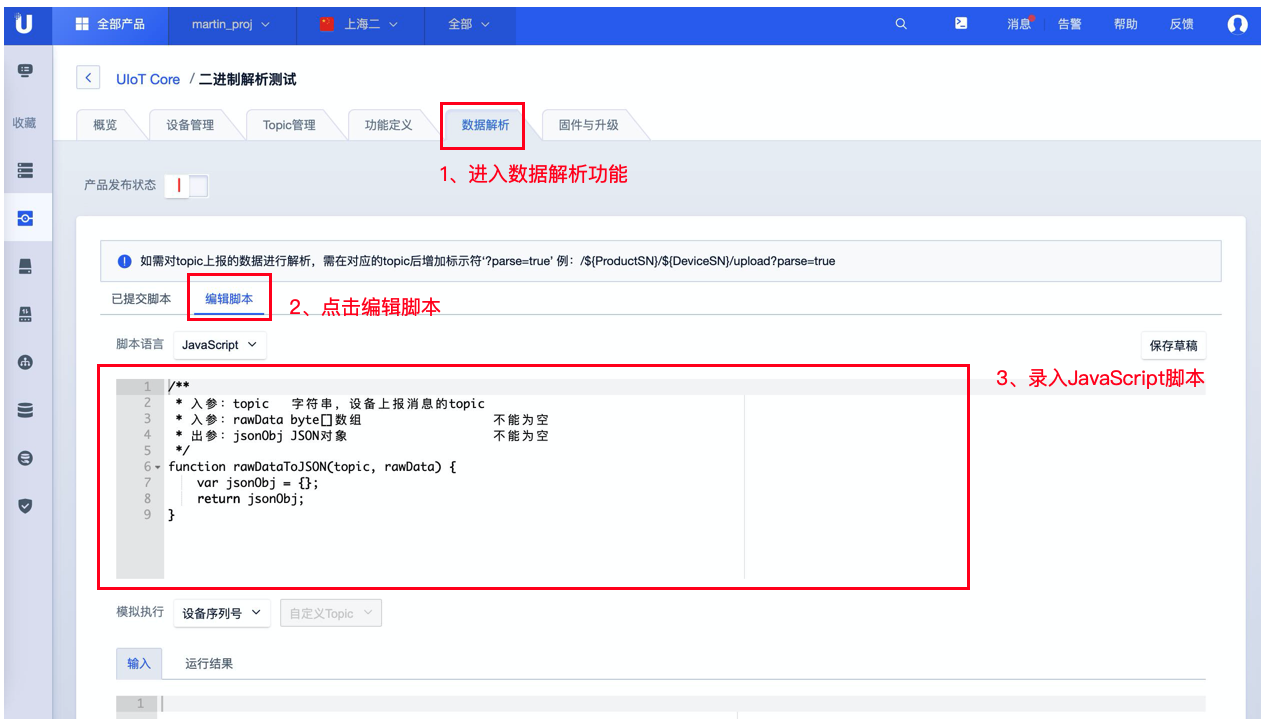 全部产品 martin_proj 上海二 全部 消息 告警 帮助 反馈
收藏
UIoT Core / 二进制解析测试
概览 设备管理 Topic管理 功能定义 数据解析 固件与升级
1、进入数据解析功能
产品发布状态
如需对topic上报的数据进行解析，需在对应的topic后增加标示符‘?parse=true’ 例：/${ProductSN}/${DeviceSN}/upload?parse=true
已提交脚本 编辑脚本
2、点击编辑脚本
脚本语言 JavaScript 保存草稿
3、录入JavaScript脚本
1 /**
2 * 入参：topic 字符串，设备上报消息的topic
3 * 入参：rawData byte[]数组 不能为空
4 * 出参：jsonObj JSON对象 不能为空
5 */
6 function rawDataToJSON(topic, rawData) {
7 var jsonObj = {};
8 return jsonObj;
9 }
模拟执行 设备序列号 自定义Topic
输入 运行结果
1